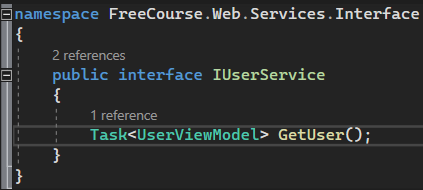 namespace FreeCourse.Web.Services.Interface
{
2 references
public interface IUserService
{
1 reference
Task<UserViewModel> GetUser();
}
}